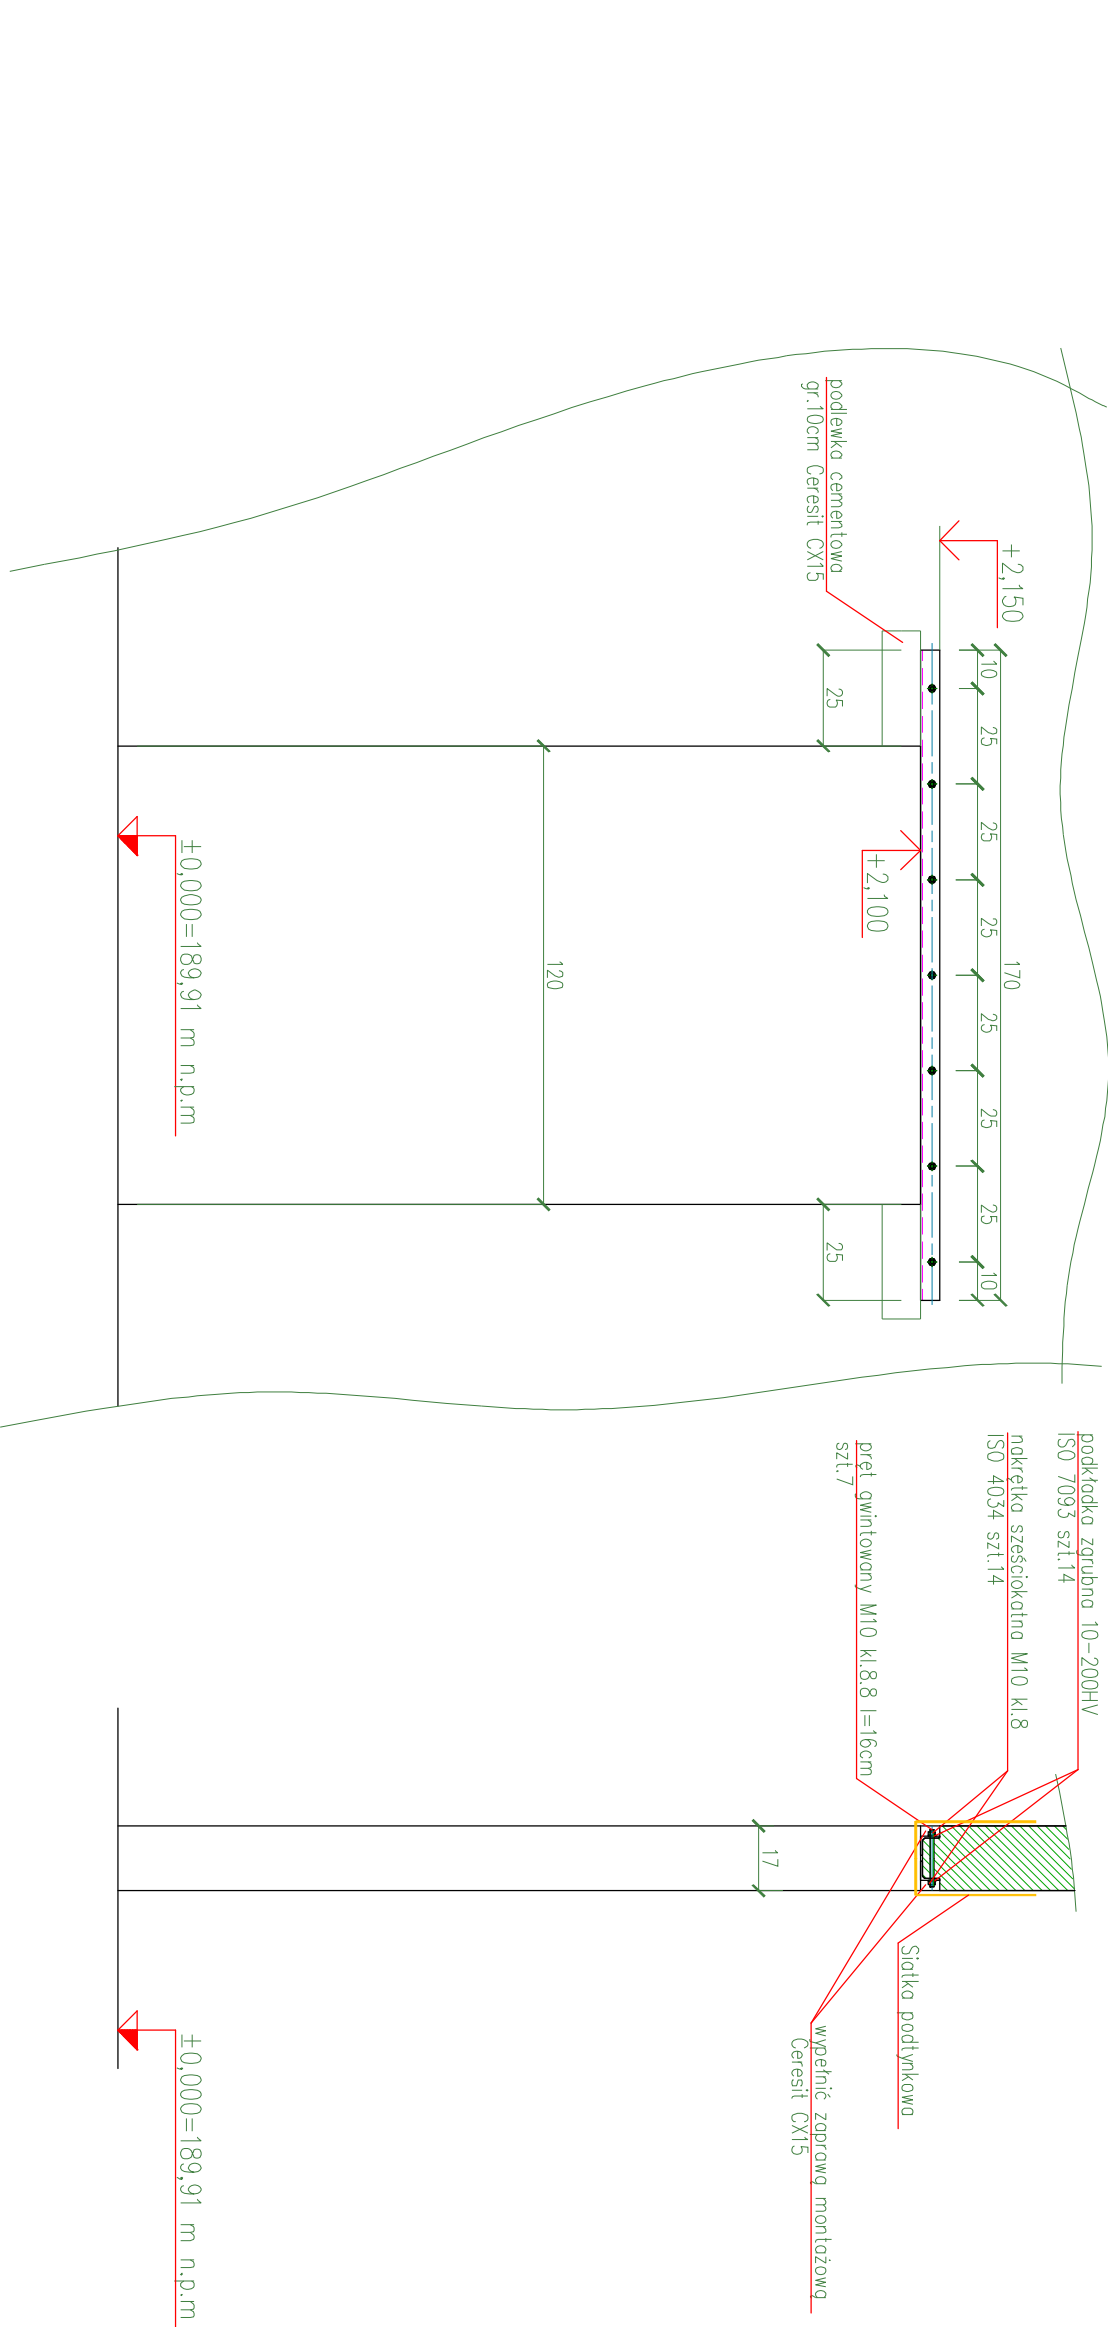 170
10
25
25
25
25
25
25
10
+2,150
+2,100
podlewka cementowa
gr.10cm Ceresit CX15
25
25
120
±0,000=189,91 m n.p.m
podkładka zgrubna 10-200HV
ISO 7093 szt.14
nakrętka sześciokątna M10 kl.8
ISO 4034 szt.14
pręt gwintowany M10 kl.8.8 l=16cm
szt.7
Siatka podtynkowa
wypełnić zaprawą montażową
Ceresit CX15
17
±0,000=189,91 m n.p.m